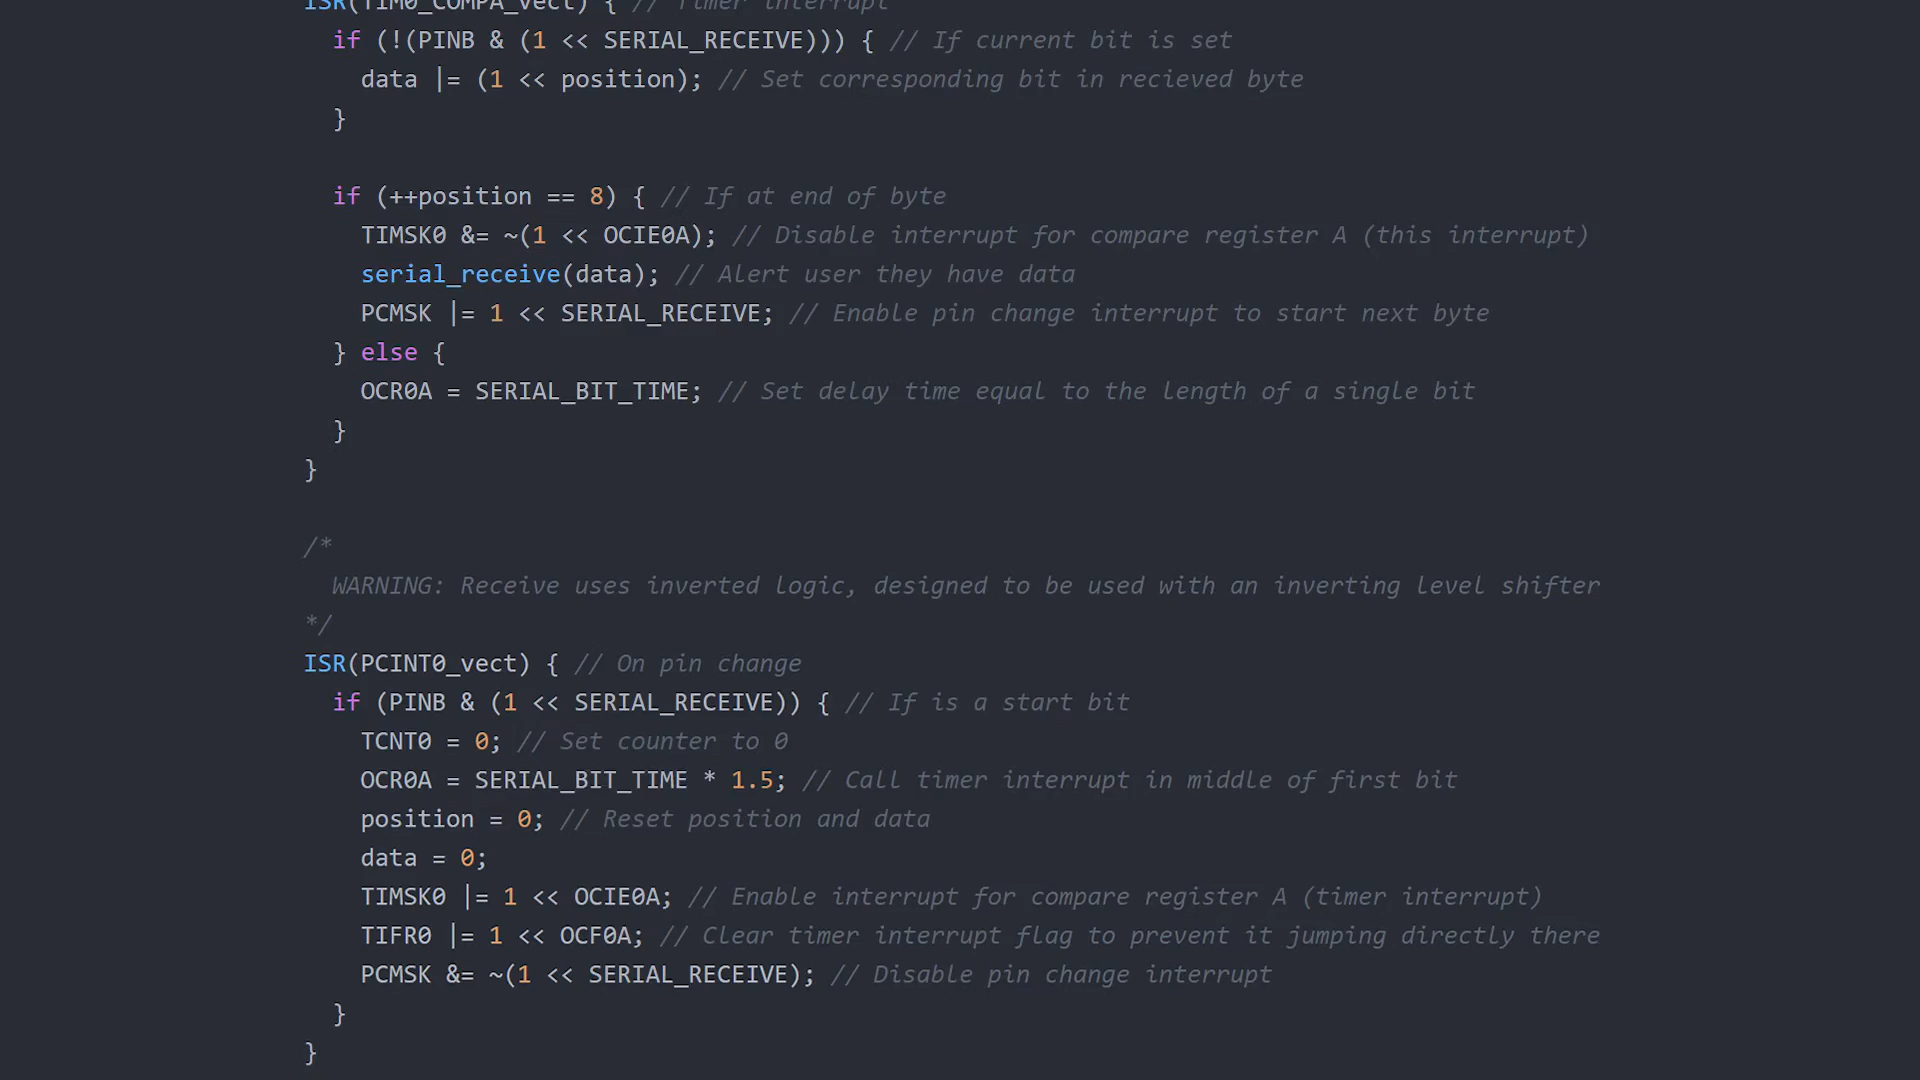 ISR(TIM0_COMPA_vect) { // Timer interrupt
if (!(PINB & (1 << SERIAL_RECEIVE))) { // If current bit is set
data |= (1 << position); // Set corresponding bit in recieved byte
}
if (++position == 8) { // If at end of byte
TIMSK0 &= ~(1 << OCIE0A); // Disable interrupt for compare register A (this interrupt)
serial_receive(data); // Alert user they have data
PCMSK |= 1 << SERIAL_RECEIVE; // Enable pin change interrupt to start next byte
} else {
OCR0A = SERIAL_BIT_TIME; // Set delay time equal to the length of a single bit
}
}
/*
WARNING: Receive uses inverted logic, designed to be used with an inverting level shifter
*/
ISR(PCINT0_vect) { // On pin change
if (PINB & (1 << SERIAL_RECEIVE)) { // If is a start bit
TCNT0 = 0; // Set counter to 0
OCR0A = SERIAL_BIT_TIME * 1.5; // Call timer interrupt in middle of first bit
position = 0; // Reset position and data
data = 0;
TIMSK0 |= 1 << OCIE0A; // Enable interrupt for compare register A (timer interrupt)
TIFR0 |= 1 << OCF0A; // Clear timer interrupt flag to prevent it jumping directly there
PCMSK &= ~(1 << SERIAL_RECEIVE); // Disable pin change interrupt
}
}